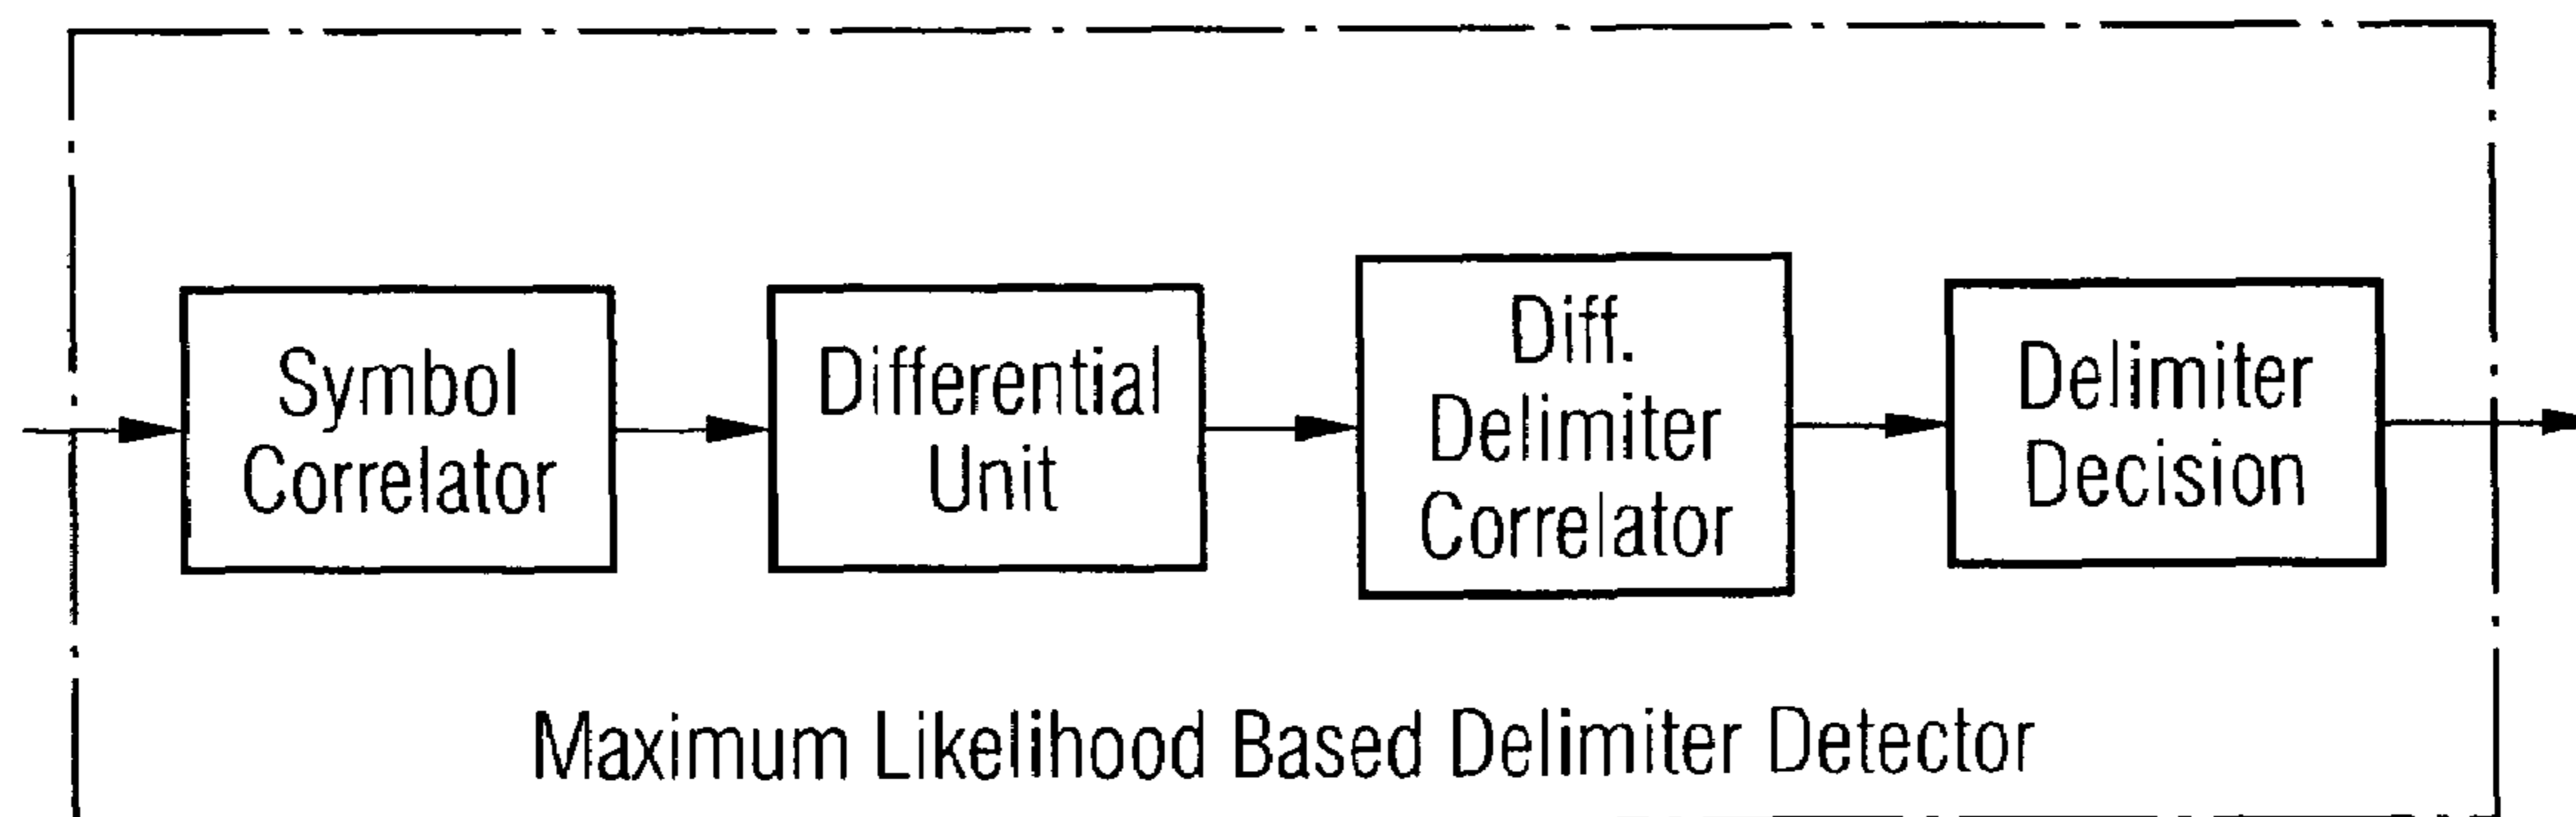 Symbol
Correlator
Differential
Unit
Diff.
Delimiter
Correlator
Delimiter
Decision
Maximum Likelihood Based Delimiter Detector